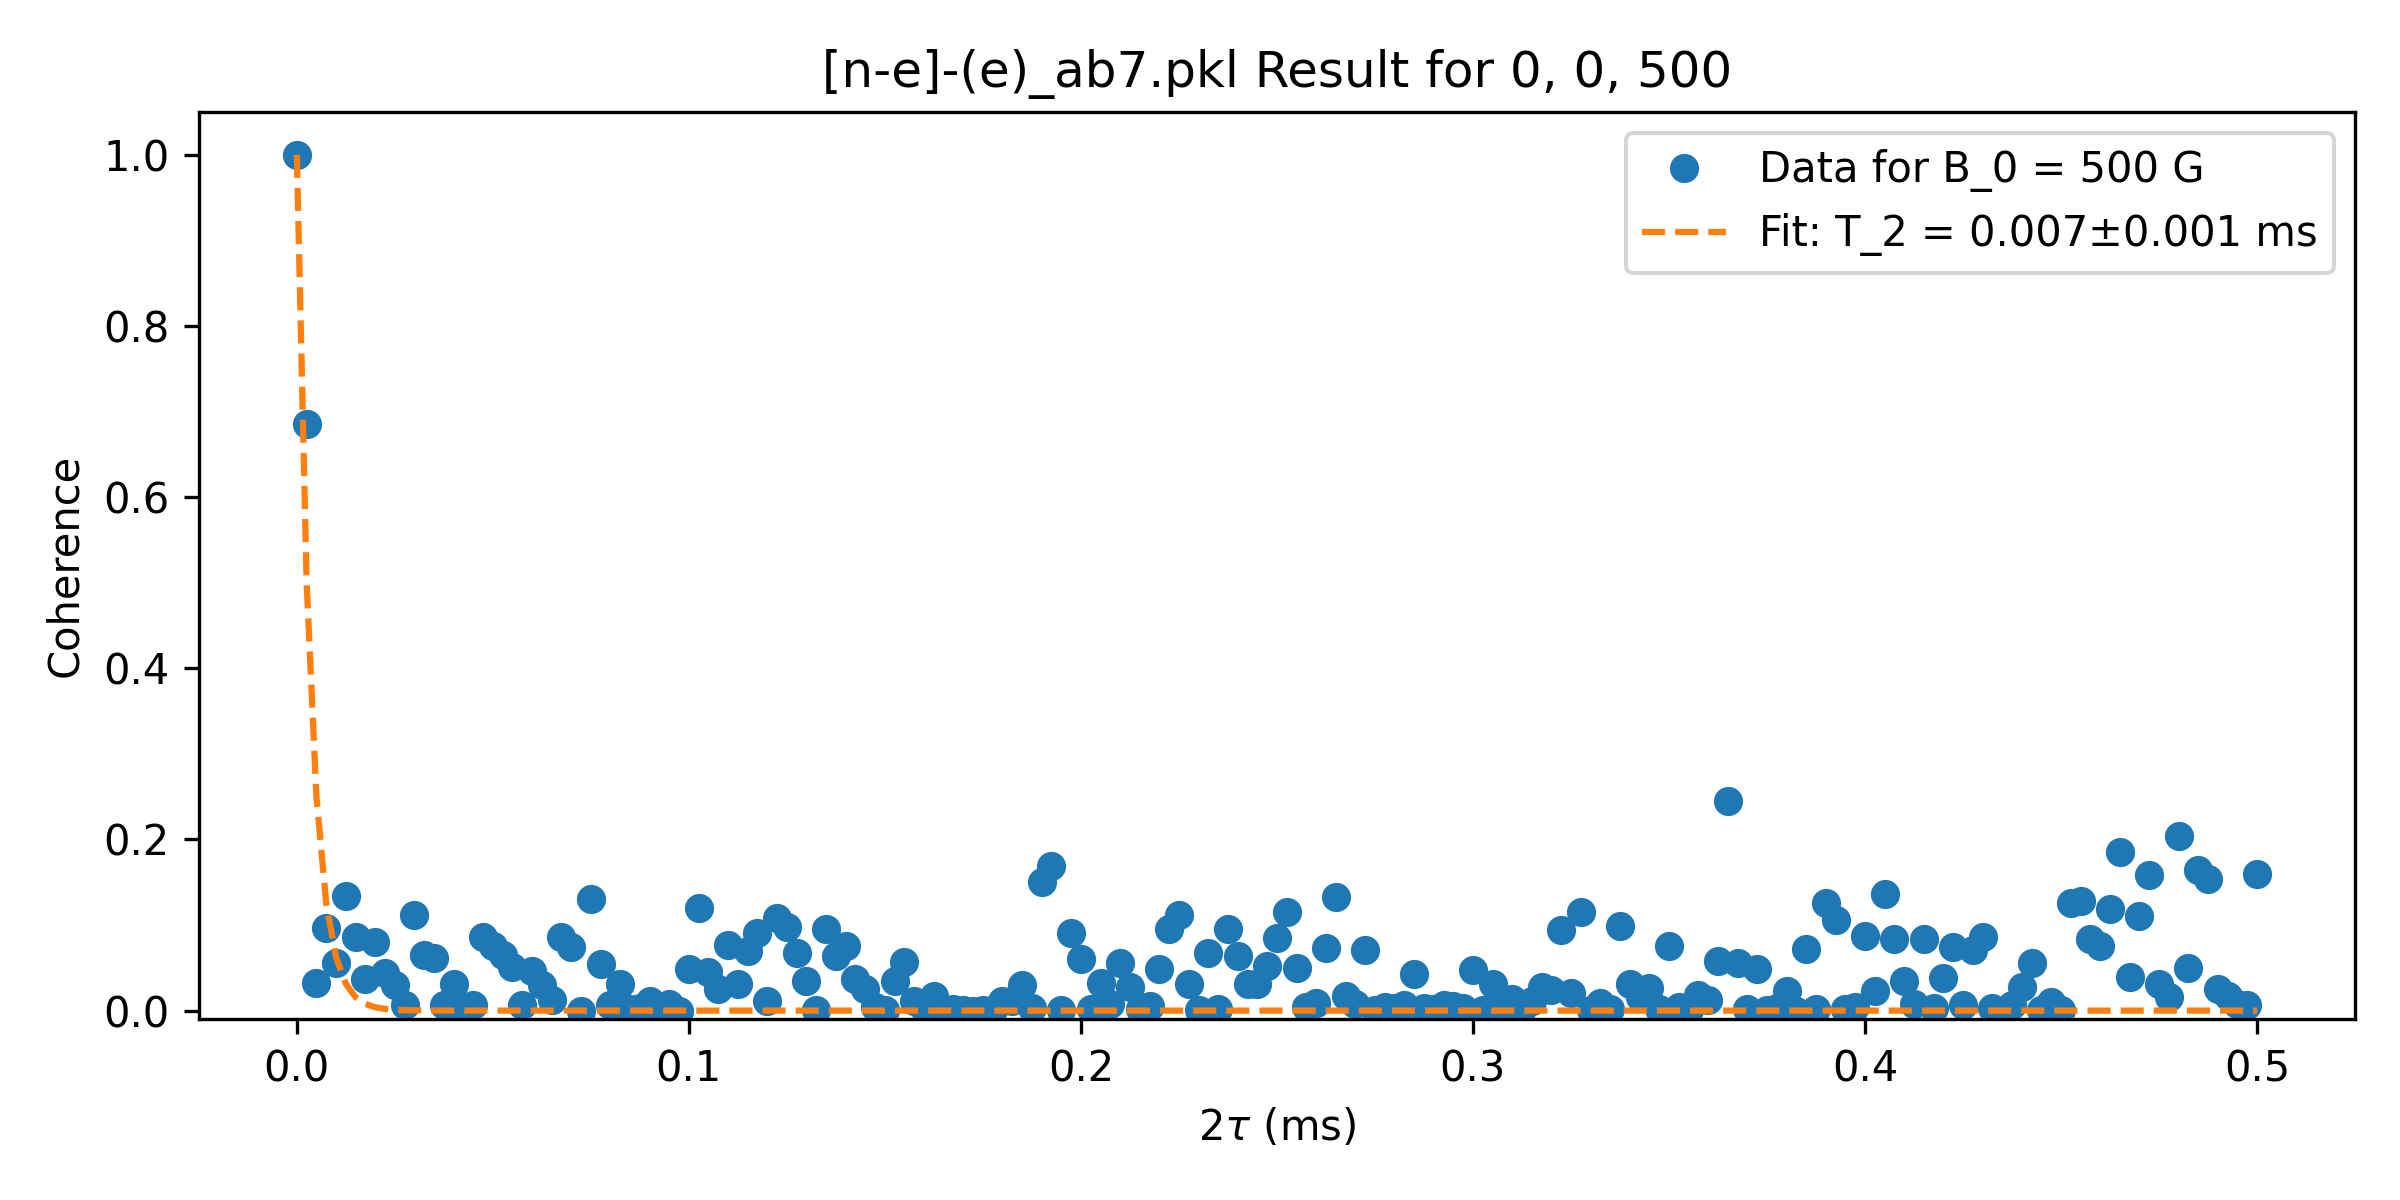 [n-e]-(e)_ab7.pkl Result for 0, 0, 500
Data for B_0 = 500 G
Fit: T_2 = 0.007±0.001 ms
Coherence
1.0
0.8
0.6
0.4
0.2
0.0
0.0 0.1 0.2 0.3 0.4 0.5
2τ (ms)